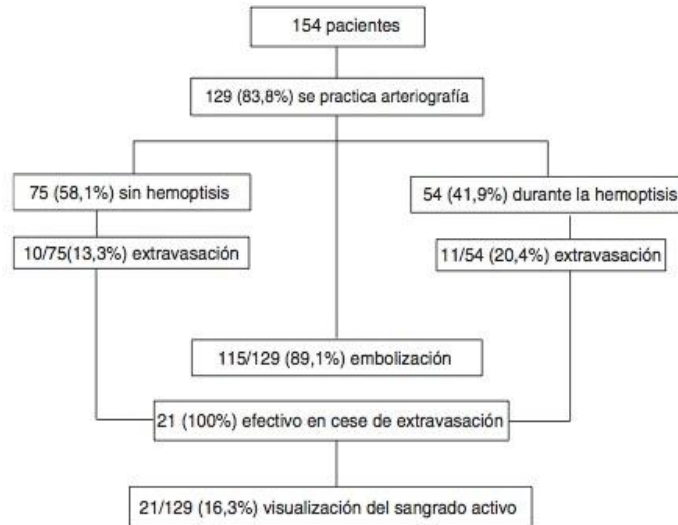 154 pacientes
129 (83,8%) se practica arteriografía
75 (58,1%) sin hemoptisis
54 (41,9%) durante la hemoptisis
10/75(13,3%) extravasación
11/54 (20,4%) extravasación
115/129 (89,1%) embolización
21 (100%) efectivo en cese de extravasación
21/129 (16,3%) visualización del sangrado activo